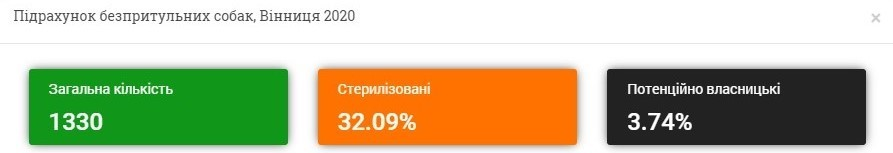 Підрахунок безпритульних собак, Вінниця 2020
×
Загальна кількість
1330
Стерилізовані
32.09%
Потенційно власницькі
3.74%